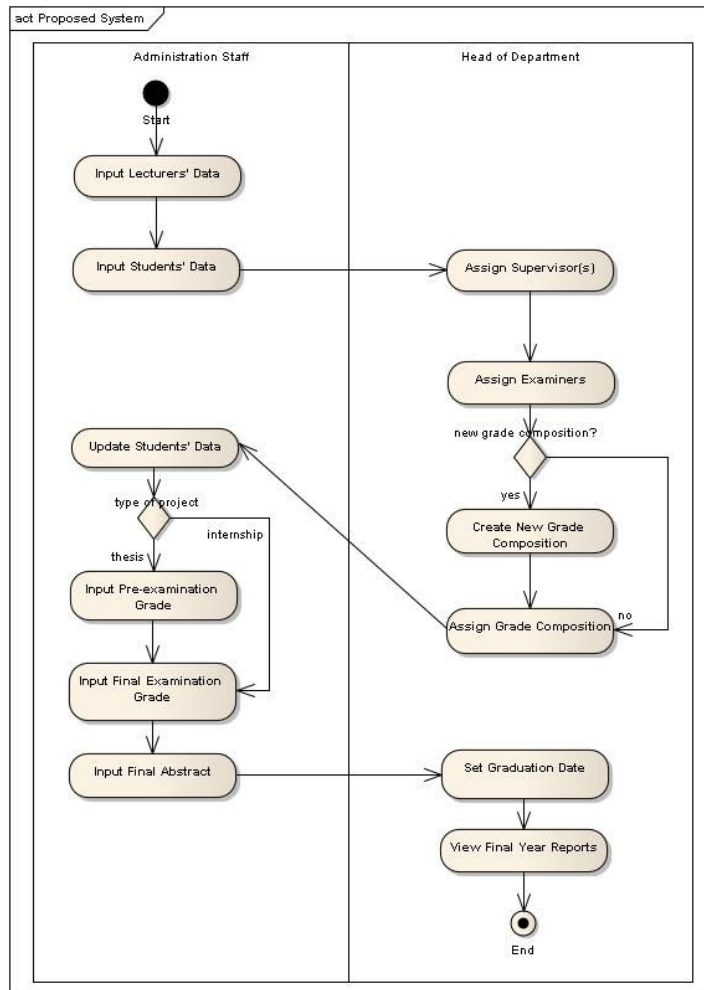 act Proposed System
Administration Staff
Head of Department
Start
Input Lecturers' Data
Input Students' Data
Assign Supervisor(s)
Assign Examiners
new grade composition?
yes
Create New Grade
Composition
no
Assign Grade Composition
Update Students' Data
type of project
internship
thesis
Input Pre-examination
Grade
Input Final Examination
Grade
Input Final Abstract
Set Graduation Date
View Final Year Reports
End